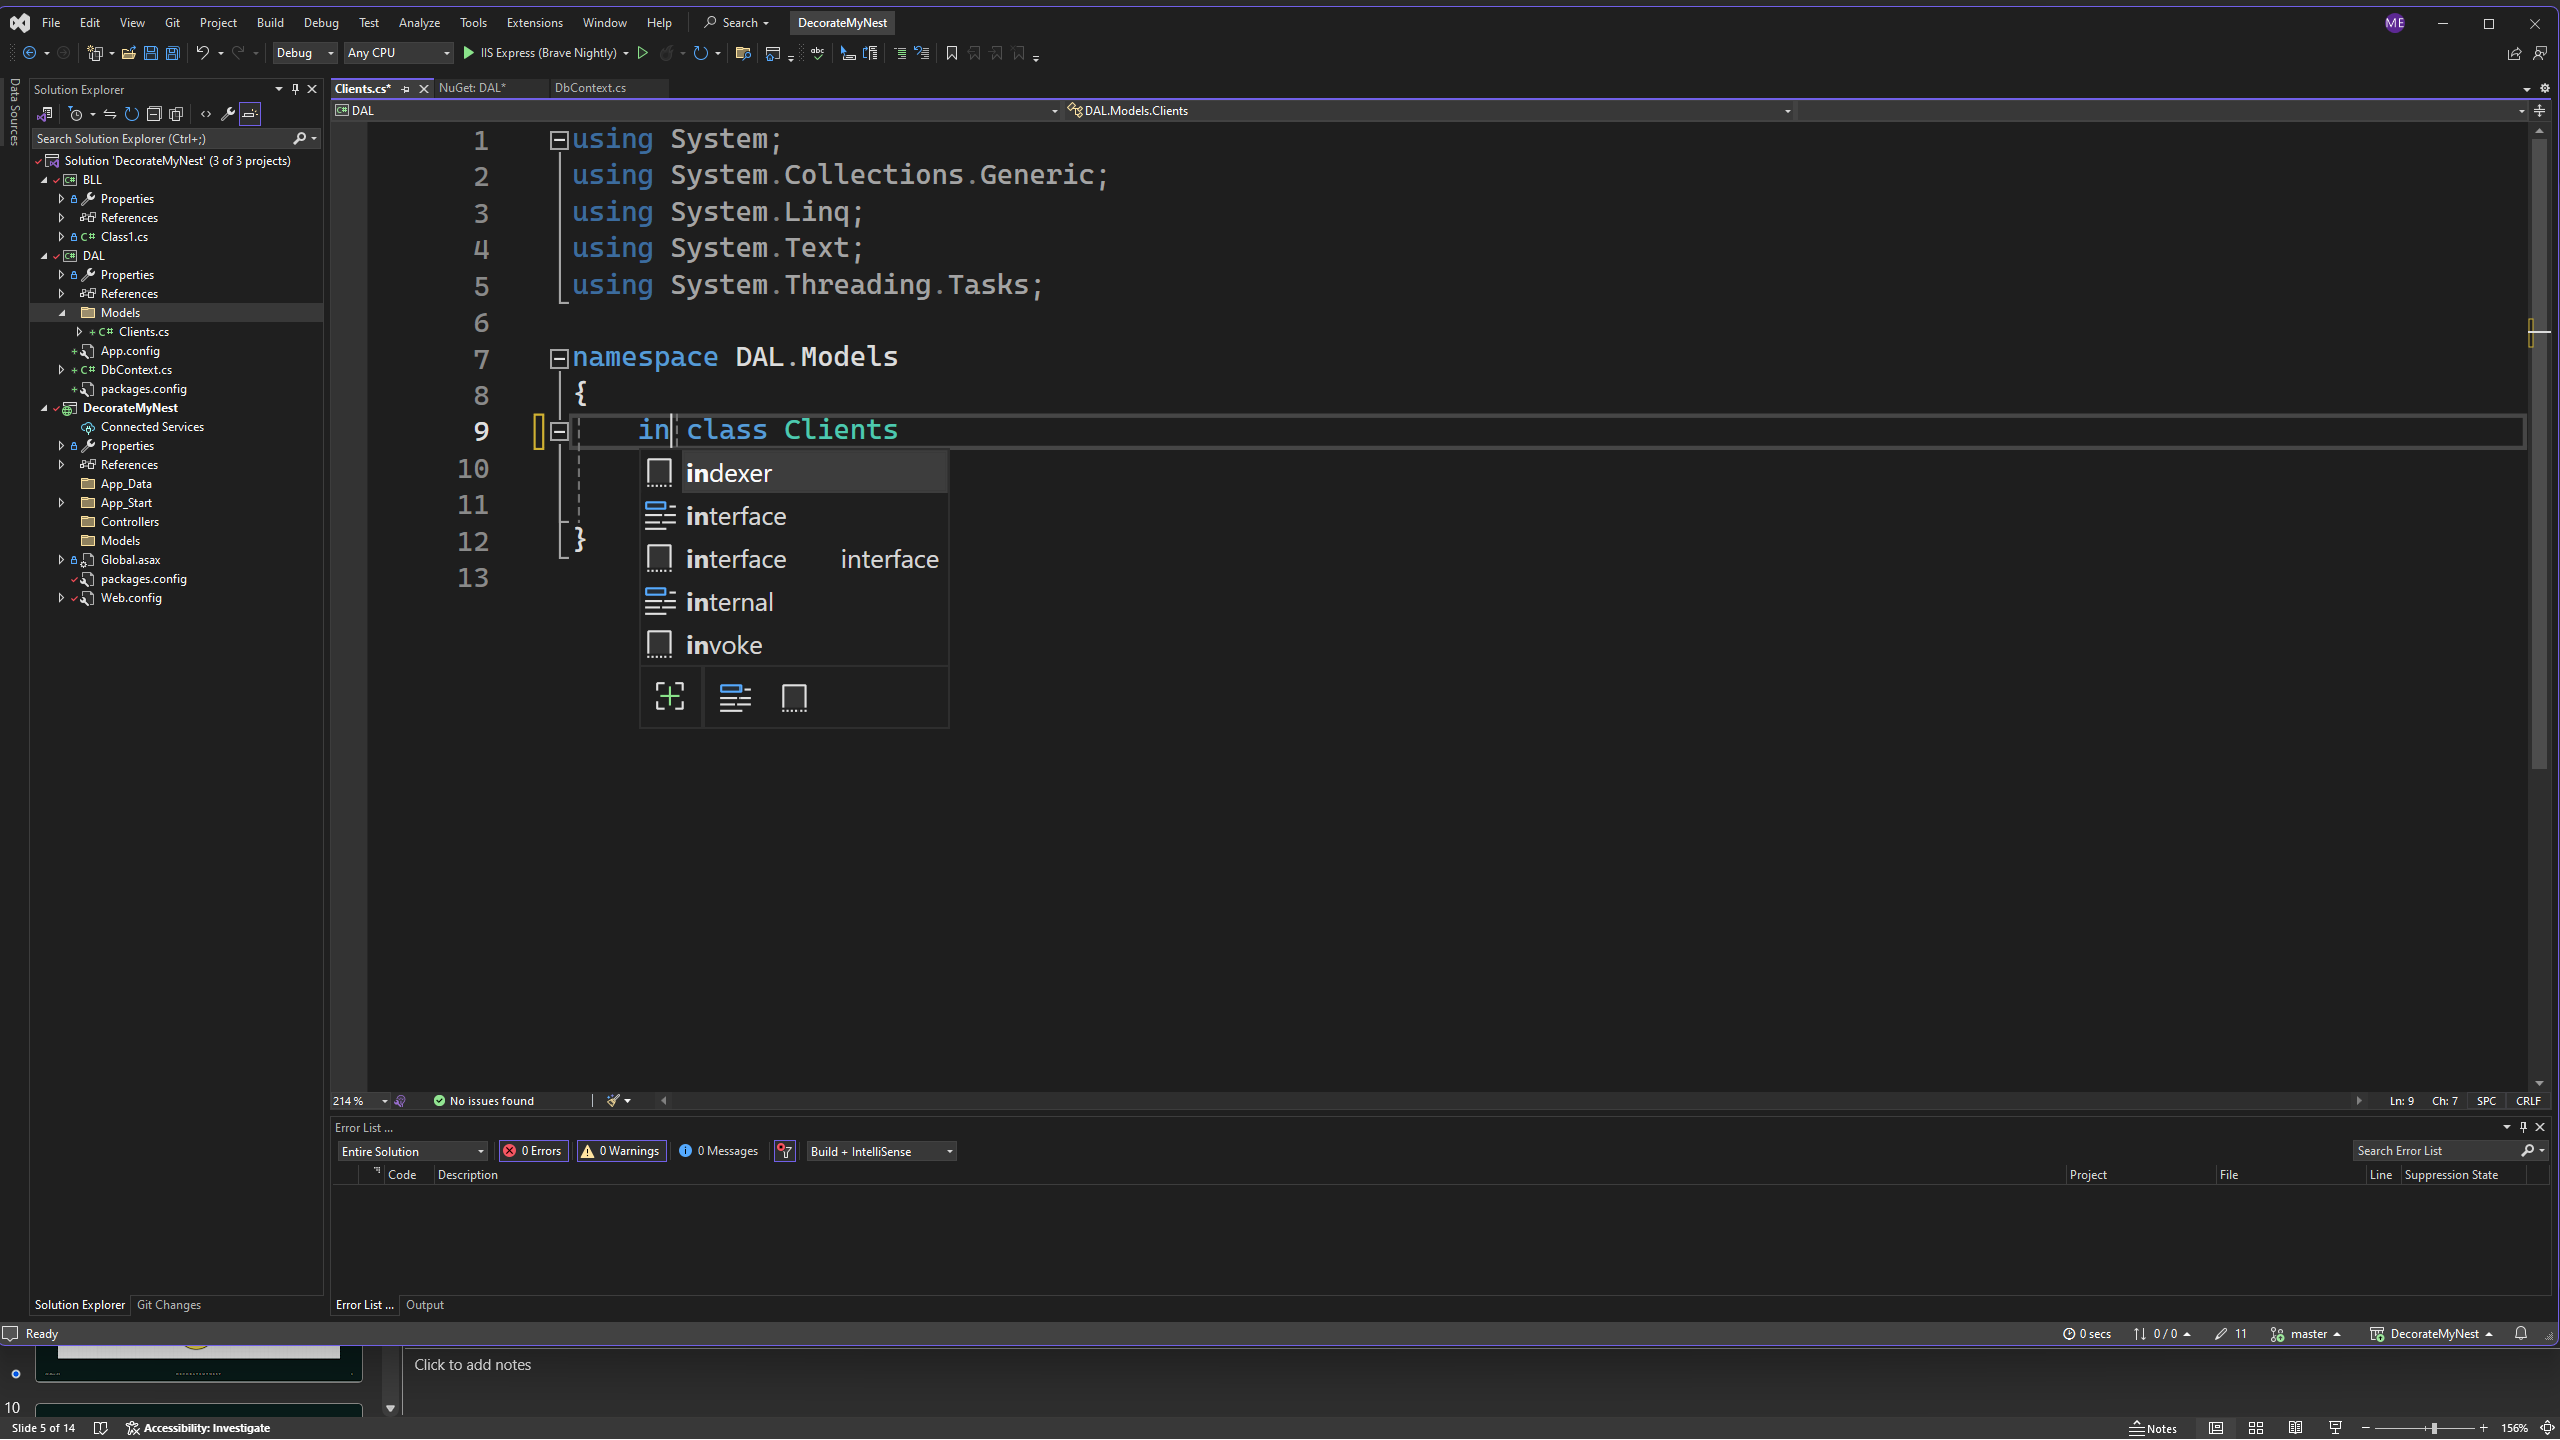 File Edit View Git Project Build Debug Test Analyze Tools Extensions Window Help Search DecorateMyNest ME
Debug Any CPU IIS Express (Brave Nightly)
Data Sources
Solution Explorer
Search Solution Explorer (Ctrl+;)
Solution 'DecorateMyNest' (3 of 3 projects)
BLL
Properties
References
C# Class1.cs
DAL
Properties
References
Models
C# Clients.cs
App.config
C# DbContext.cs
packages.config
DecorateMyNest
Connected Services
Properties
References
App_Data
App_Start
Controllers
Models
Global.asax
packages.config
Web.config
Solution Explorer Git Changes
Clients.cs* NuGet: DAL* DbContext.cs
DAL DAL.Models.Clients
1 using System;
2 using System.Collections.Generic;
3 using System.Linq;
4 using System.Text;
5 using System.Threading.Tasks;
6
7 namespace DAL.Models
8 {
9 in class Clients
10
11
12 }
13
indexer
interface
interface interface
internal
invoke
214 % No issues found Ln: 9 Ch: 7 SPC CRLF
Error List ...
Entire Solution 0 Errors 0 Warnings 0 Messages Build + IntelliSense Search Error List
Code Description Project File Line Suppression State
Error List ... Output
Ready 0 secs 0 / 0 11 master DecorateMyNest
Click to add notes
10
Slide 5 of 14 Accessibility: Investigate Notes 156%